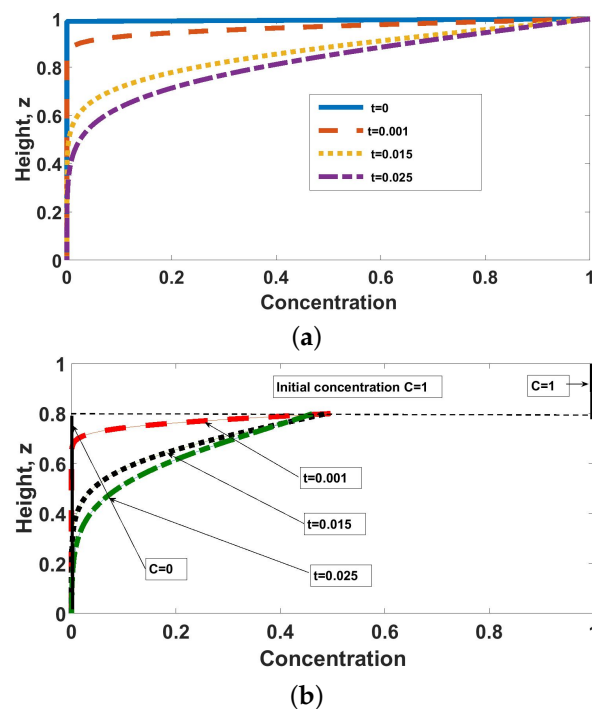 1
0.8
0.6
0.4
0.2
0
Height, z
t=0
t=0.001
t=0.015
t=0.025
0 0.2 0.4 0.6 0.8 1
Concentration
(a)
1
0.8
0.6
0.4
0.2
0
Height, z
Initial concentration C=1
C=1
t=0.001
t=0.015
C=0
t=0.025
0 0.2 0.4 0.6 0.8 1
Concentration
(b)